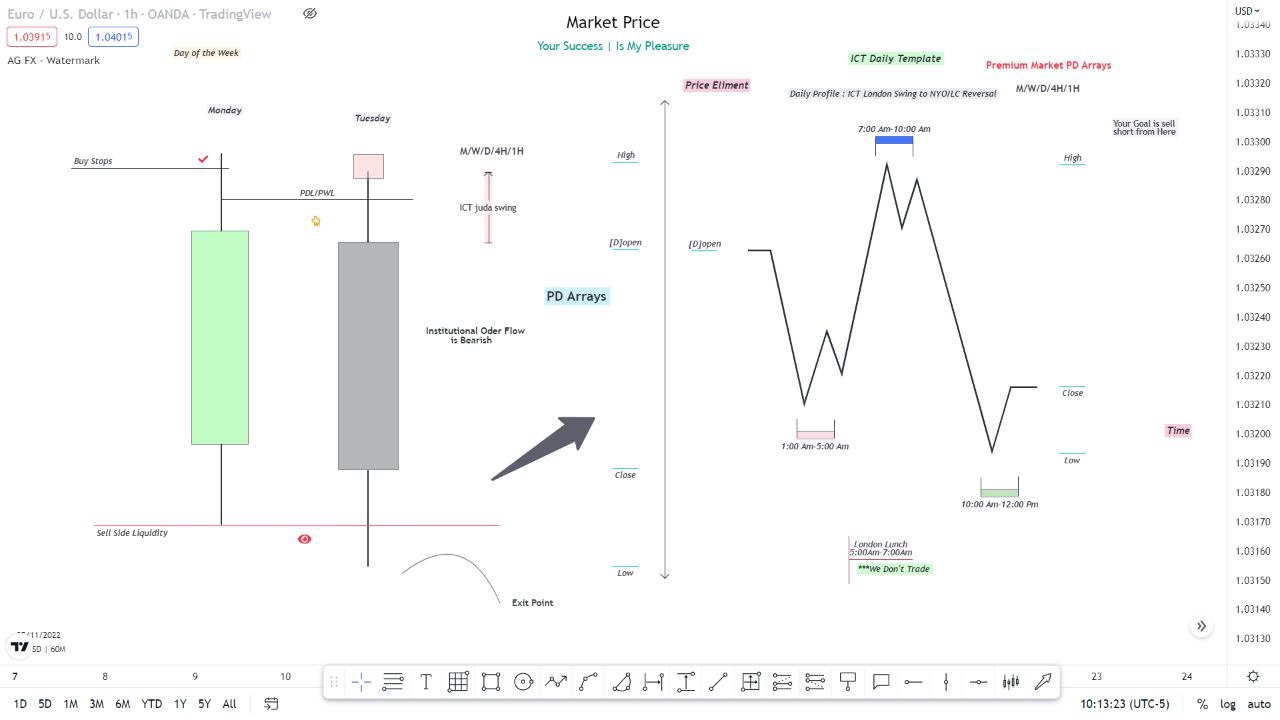 Euro / U.S. Dollar · 1h · OANDA · TradingView
1.03915 10.0 1.04015
AG FX - Watermark
Market Price
Your Success | Is My Pleasure
USD
Day of the Week
ICT Daily Template
Premium Market PD Arrays
Price Eliment
M/W/D/4H/1H
Daily Profile : ICT London Swing to NYO/LC Reversal
Monday
Tuesday
Your Goal is sell
short from Here
7:00 Am-10:00 Am
M/W/D/4H/1H
Buy Stops
High
High
PDL/PWL
ICT juda swing
[D]open
[D]open
PD Arrays
Institutional Oder Flow
is Bearish
Close
Time
1:00 Am-5:00 Am
Low
Close
10:00 Am-12:00 Pm
Sell Side Liquidity
London Lunch
5:00Am-7:00Am
***We Don't Trade
Low
Exit Point
1.03340
1.03330
1.03320
1.03310
1.03300
1.03290
1.03280
1.03270
1.03260
1.03250
1.03240
1.03230
1.03220
1.03210
1.03200
1.03190
1.03180
1.03170
1.03160
1.03150
1.03140
1.03130
/11/2022
SD | 60M
7 8 9 10 23 24
1D 5D 1M 3M 6M YTD 1Y 5Y All
10:13:23 (UTC-5) % log auto